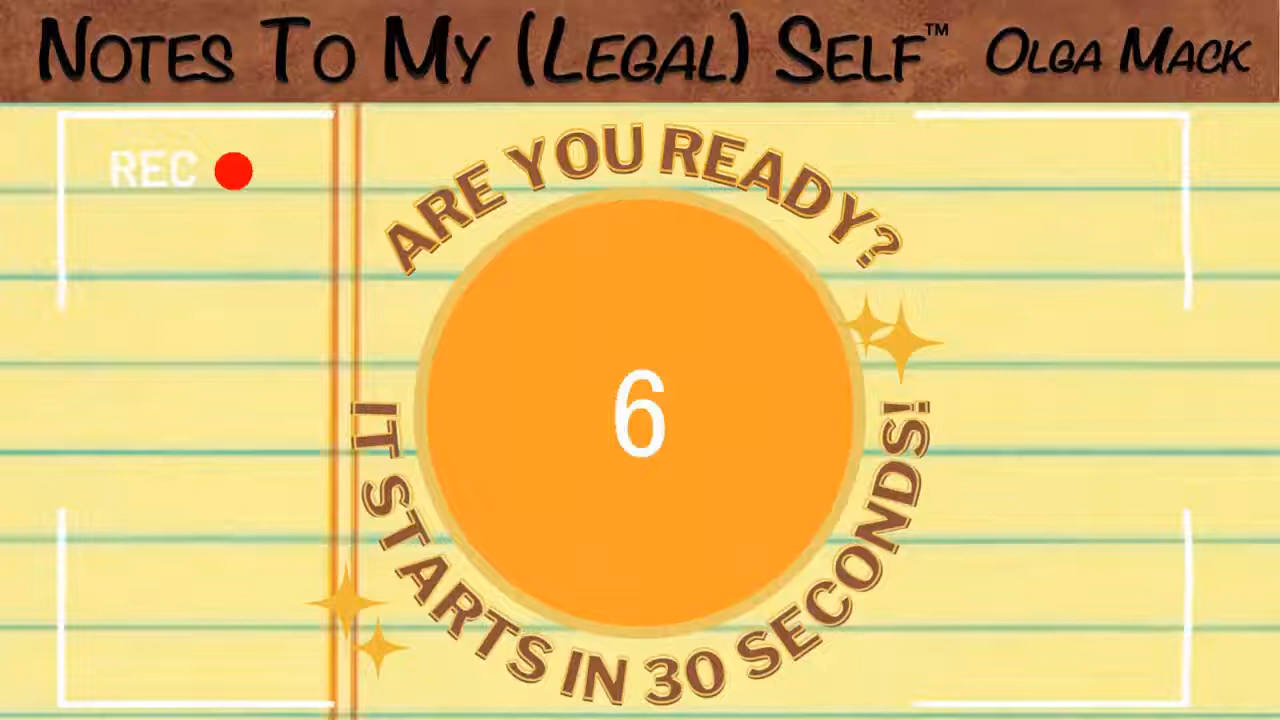 NOTES TO MY (LEGAL) SELF™ OLGA MACK
REC
ARE YOU READY?
6
IT STARTS IN 30 SECONDS!